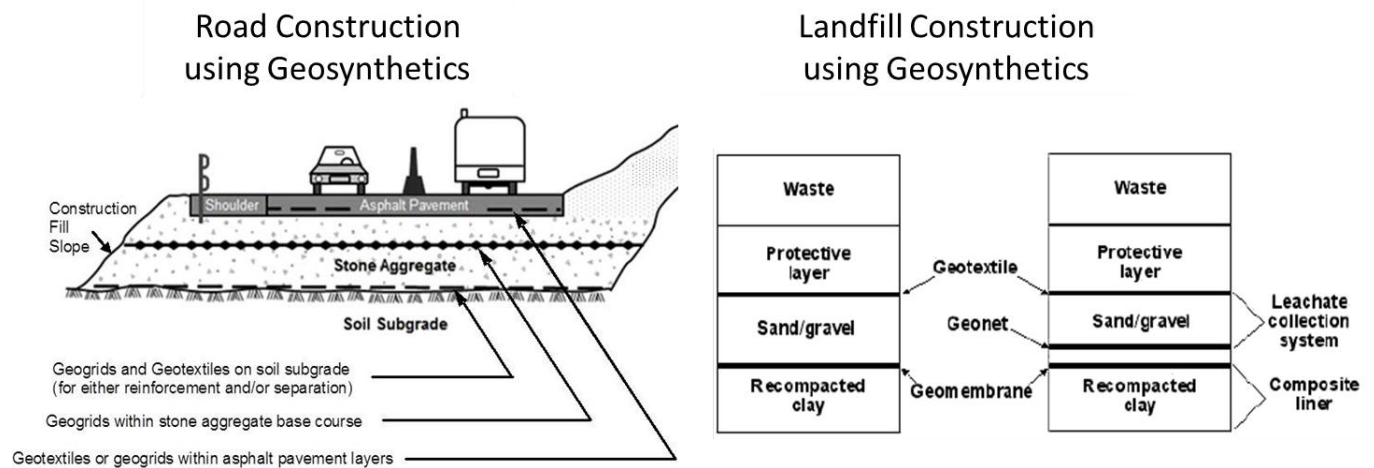 Road Construction
using Geosynthetics
Construction
Fill
Slope
Shoulder
Asphalt Pavement
Stone Aggregate
Soil Subgrade
Geogrids and Geotextiles on soil subgrade
(for either reinforcement and/or separation)
Geogrids within stone aggregate base course
Geotextiles or geogrids within asphalt pavement layers
Landfill Construction
using Geosynthetics
Waste
Protective
layer
Sand/gravel
Recompacted
clay
Geotextile
Geonet
Geomembrane
Waste
Protective
layer
Sand/gravel
Recompacted
clay
Leachate
collection
system
Composite
liner